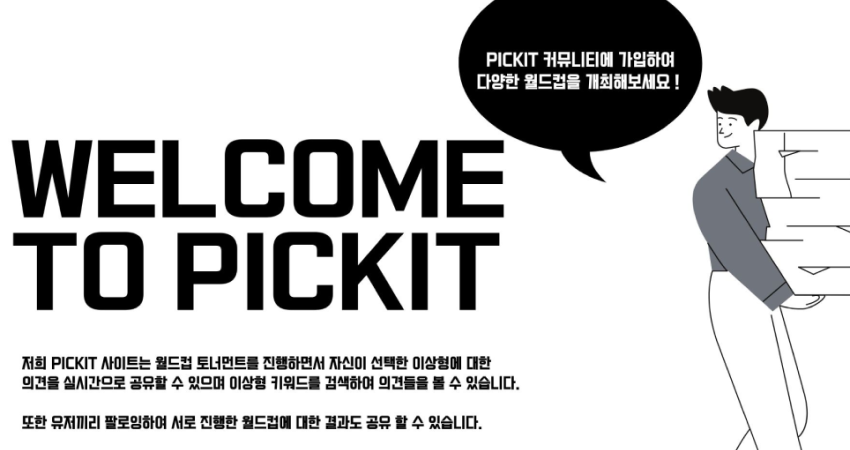 PICKIT 커뮤니티에 가입하여
다양한 월드컵을 개최해보세요 !
WELCOME
TO PICKIT
저희 PICKIT 사이트는 월드컵 토너먼트를 진행하면서 자신이 선택한 이상형에 대한
의견을 실시간으로 공유할 수 있으며 이상형 키워드를 검색하여 의견들을 볼 수 있습니다.
또한 유저끼리 팔로잉하여 서로 진행한 월드컵에 대한 결과도 공유 할 수 있습니다.